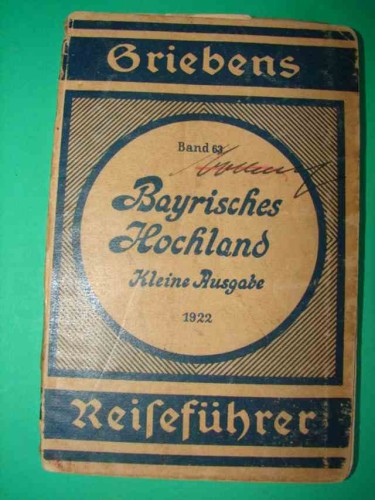 Griebens
Band 63
Bayrisches
Hochland
Kleine Ausgabe
1922
Reiſeführer